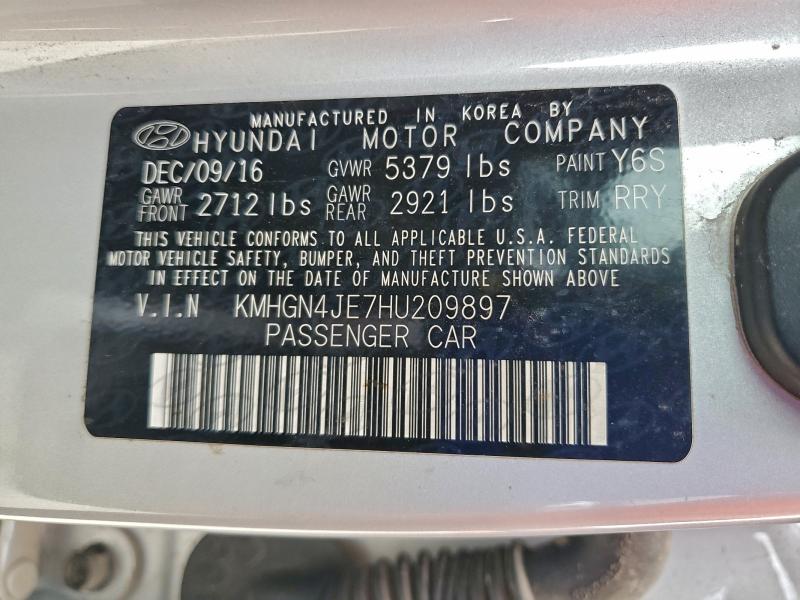 MANUFACTURED IN KOREA BY
HYUNDAI MOTOR COMPANY
DEC/09/16 GVWR 5379 lbs PAINT Y6S
GAWR FRONT 2712 lbs GAWR REAR 2921 lbs TRIM RRY
THIS VEHICLE CONFORMS TO ALL APPLICABLE U.S.A. FEDERAL
MOTOR VEHICLE SAFETY, BUMPER, AND THEFT PREVENTION STANDARDS
IN EFFECT ON THE DATE OF MANUFACTURE SHOWN ABOVE
V.I.N KMHGN4JE7HU209897
PASSENGER CAR